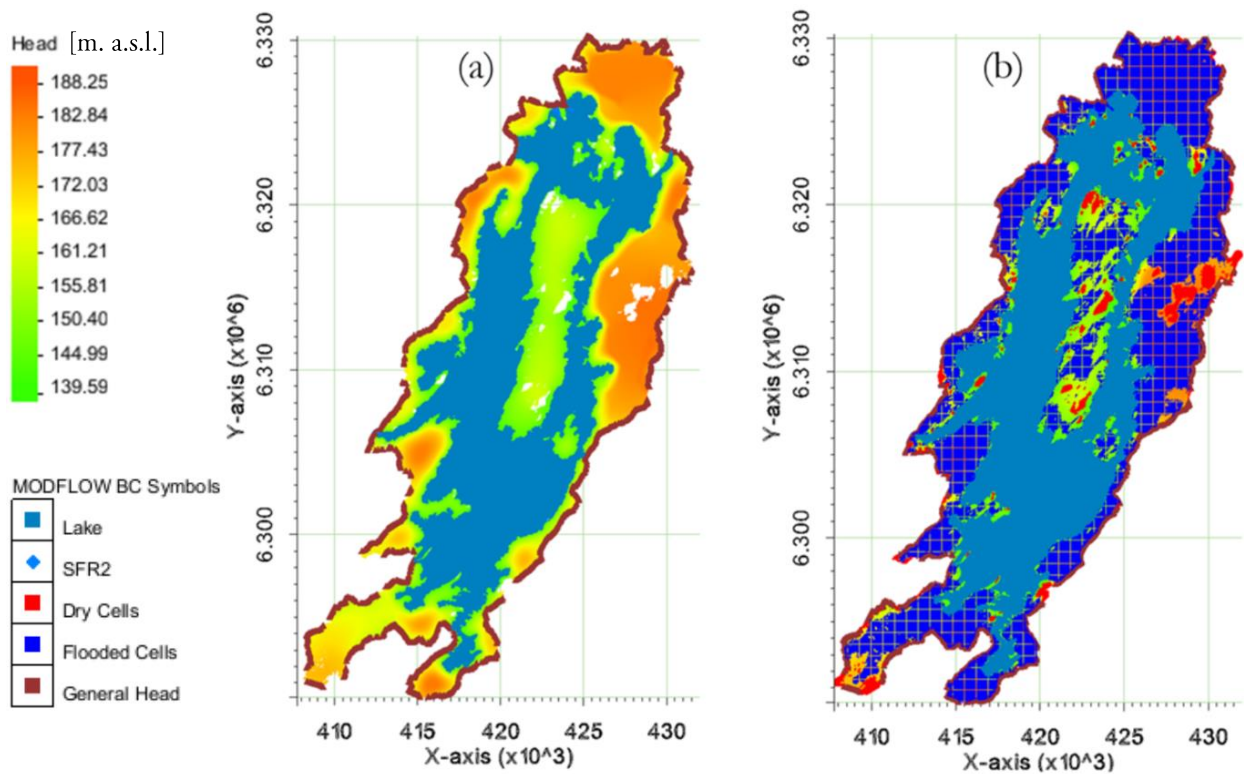 Head [m. a.s.l.]
188.25
182.84
177.43
172.03
166.62
161.21
155.81
150.40
144.99
139.59
MODFLOW BC Symbols
Lake
SFR2
Dry Cells
Flooded Cells
General Head
(a)
6.330
6.320
6.310
6.300
Y-axis (x10^6)
410 415 420 425 430
X-axis (x10^3)
(b)
6.330
6.320
6.310
6.300
Y-axis (x10^6)
410 415 420 425 430
X-axis (x10^3)